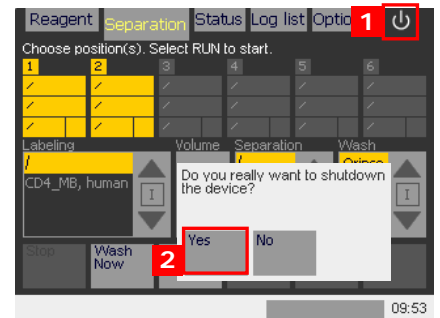 Reagent Separation Status Log list Optio 1
Choose position(s). Select RUN to start.
1 2 3 4 5 6
/ / / / / /
/ / / / / /
/ / / / / /
Labeling Volume Separation Wash
/ /
CD4_MB, human
Do you really want to shutdown
the device?
I I
Yes No
2
Stop Wash
Now
09:53